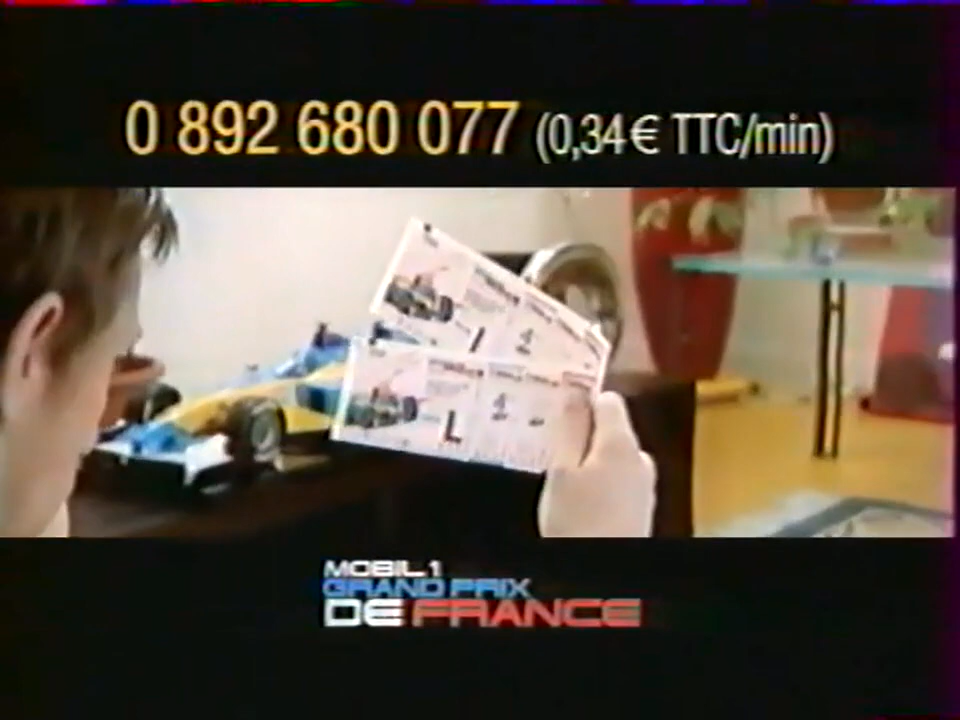 0 892 680 077 (0,34 € TTC/min)
L
MOBIL 1
GRAND PRIX
DE FRANCE